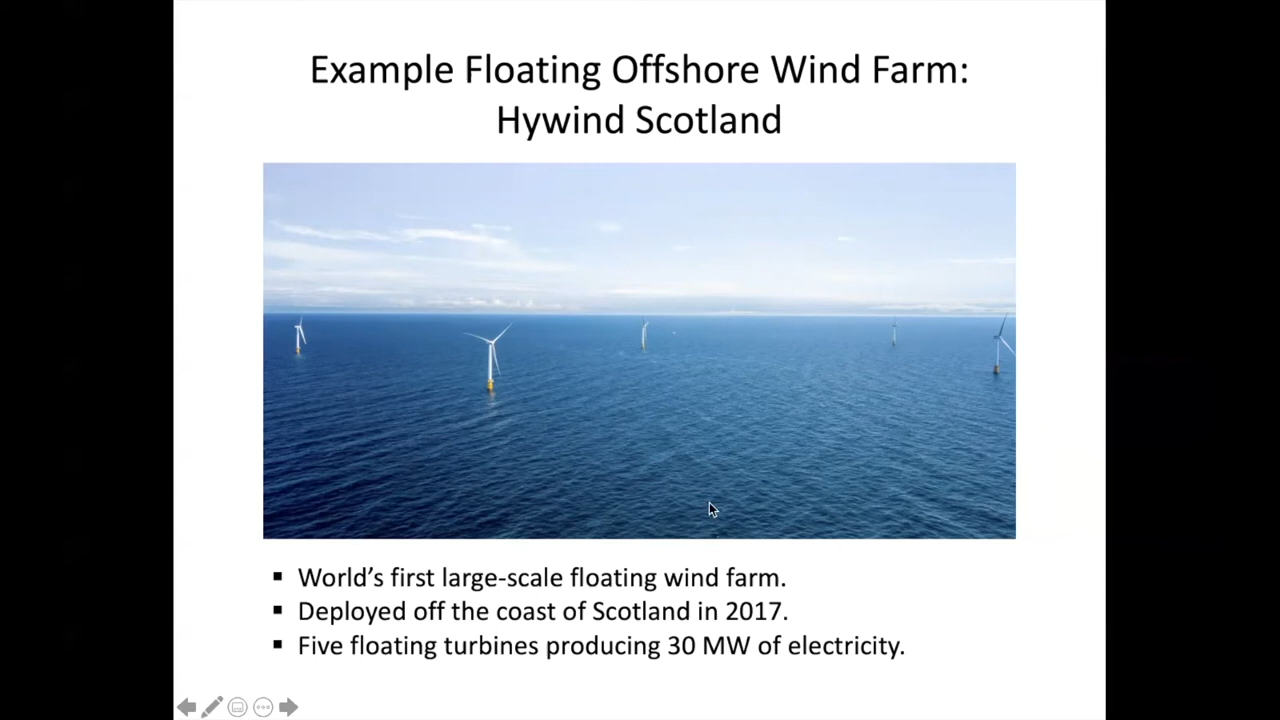 Example Floating Offshore Wind Farm:
Hywind Scotland
▪ World’s first large-scale floating wind farm.
▪ Deployed off the coast of Scotland in 2017.
▪ Five floating turbines producing 30 MW of electricity.